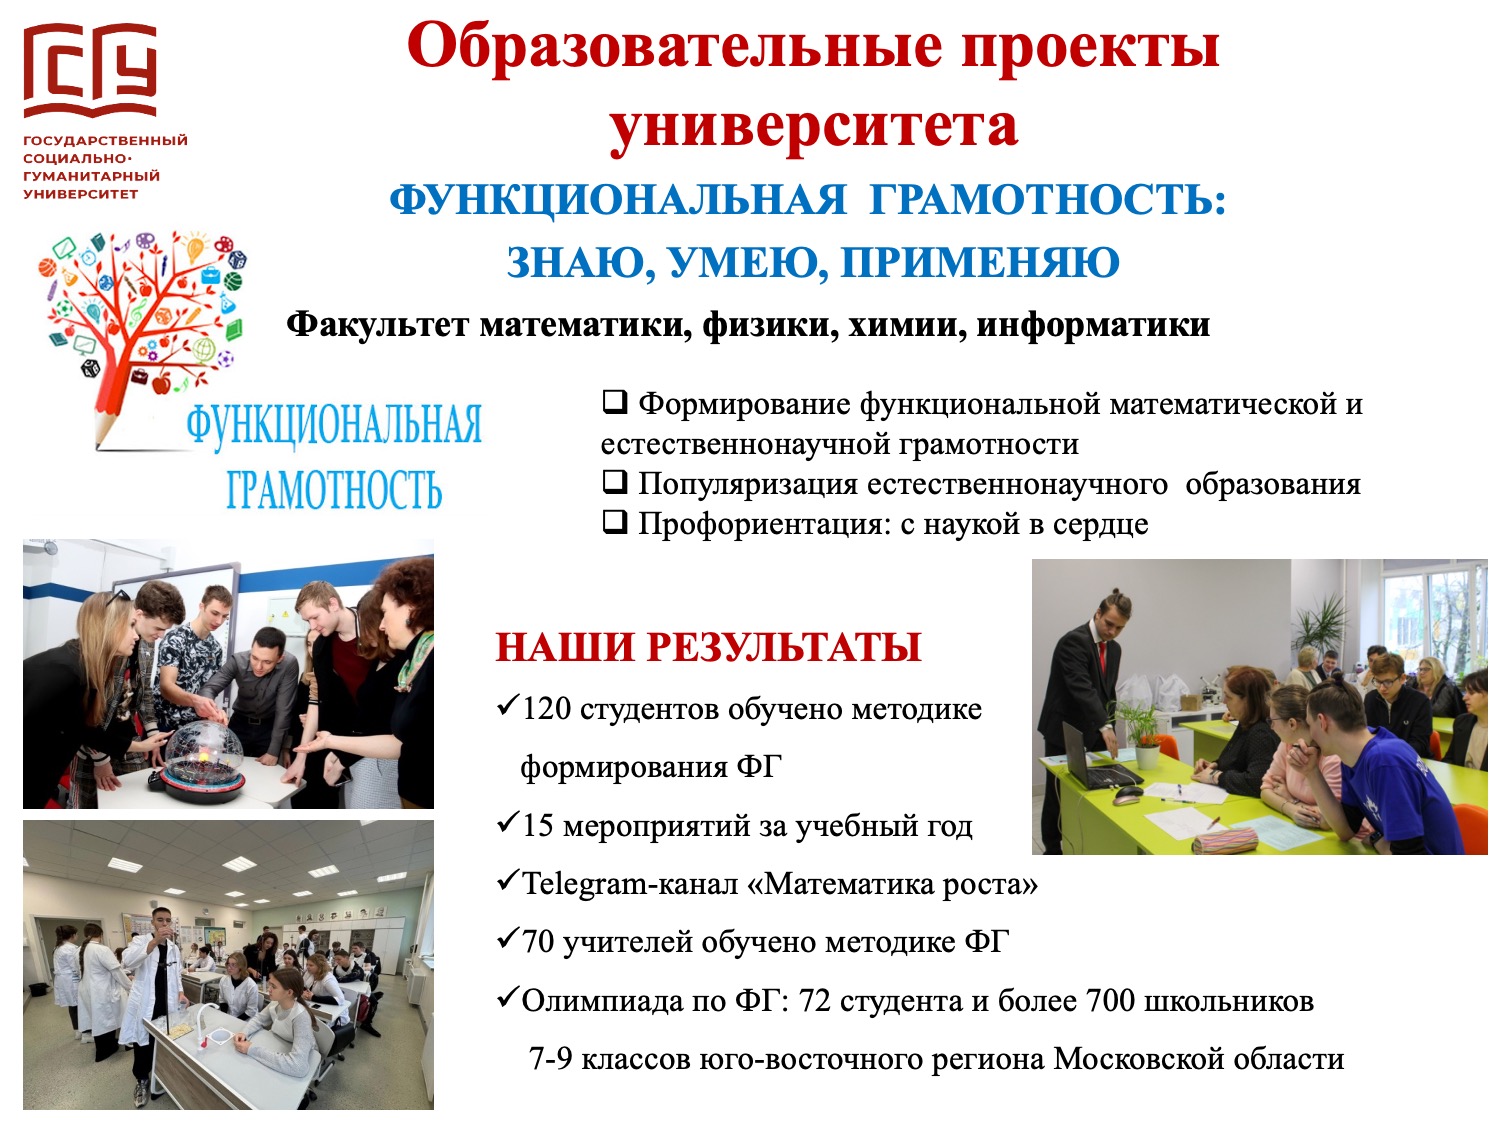 ГСГУ
ГОСУДАРСТВЕННЫЙ
СОЦИАЛЬНО-
ГУМАНИТАРНЫЙ
УНИВЕРСИТЕТ
Образовательные проекты
университета
ФУНКЦИОНАЛЬНАЯ ГРАМОТНОСТЬ:
ЗНАЮ, УМЕЮ, ПРИМЕНЯЮ
Факультет математики, физики, химии, информатики
ФУНКЦИОНАЛЬНАЯ
ГРАМОТНОСТЬ
❑ Формирование функциональной математической и
естественнонаучной грамотности
❑ Популяризация естественнонаучного образования
❑ Профориентация: с наукой в сердце
НАШИ РЕЗУЛЬТАТЫ
✓120 студентов обучено методике
формирования ФГ
✓15 мероприятий за учебный год
✓Telegram-канал «Математика роста»
✓70 учителей обучено методике ФГ
✓Олимпиада по ФГ: 72 студента и более 700 школьников
7-9 классов юго-восточного региона Московской области